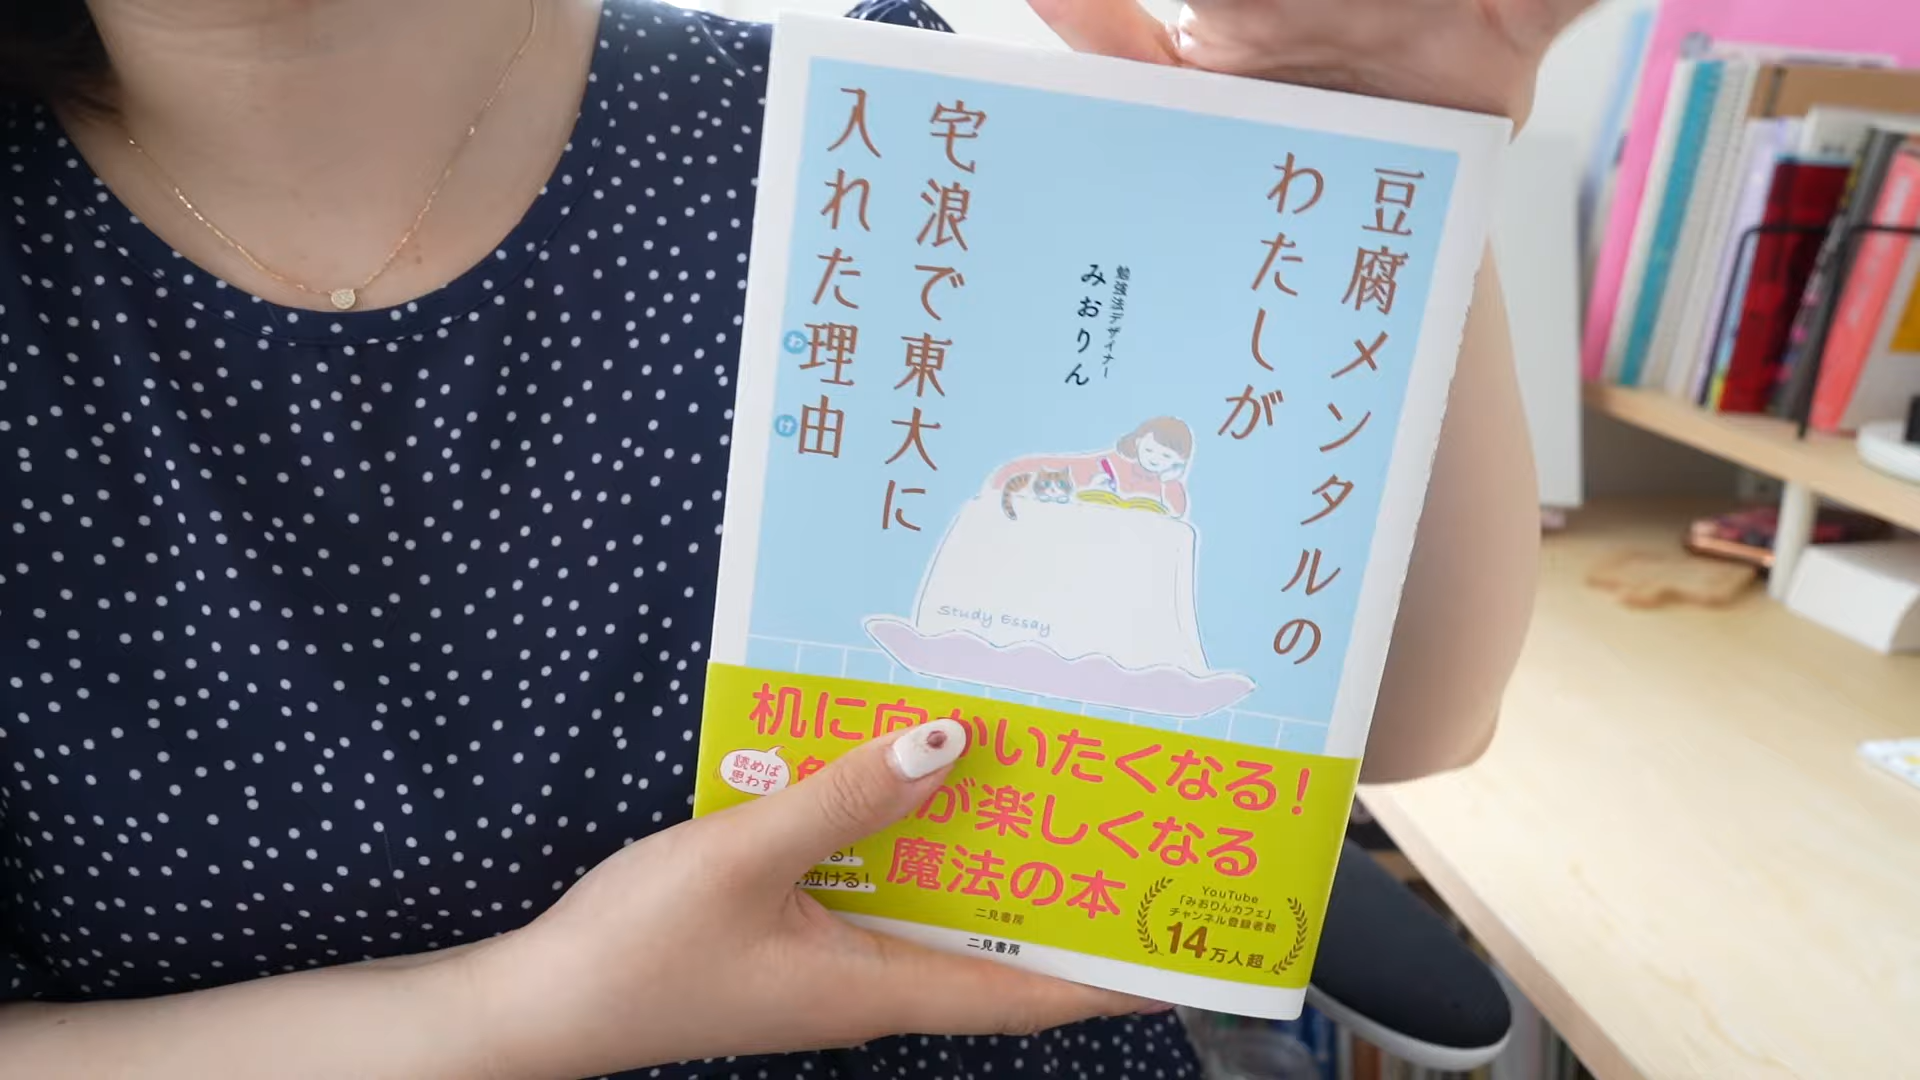 豆腐メンタルの
わたしが
宅浪で東大に
入れた理由
わけ
勉強法デザイナー
みおりん
Study Essay
机に向かいたくなる!
読めば
思わず
が楽しくなる
魔法の本
る!
泣ける!
YouTube
「みおりんカフェ」
チャンネル登録者数
14万人超
二見書房
二見書房